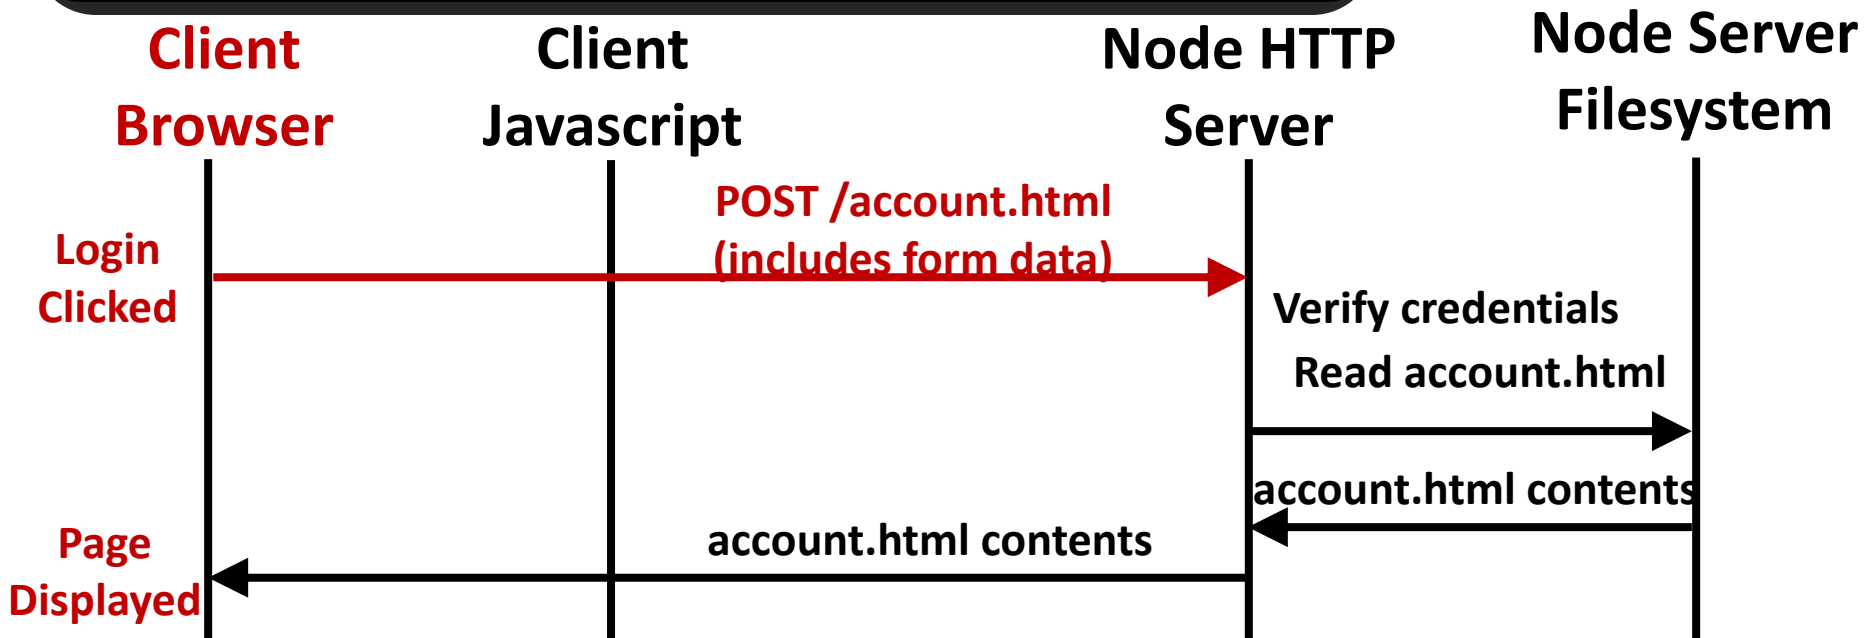 Client
Browser
Client
Javascript
Node HTTP
Server
Node Server
Filesystem
POST /account.html
(includes form data)
Login
Clicked
Verify credentials
Read account.html
account.html contents
account.html contents
Page
Displayed